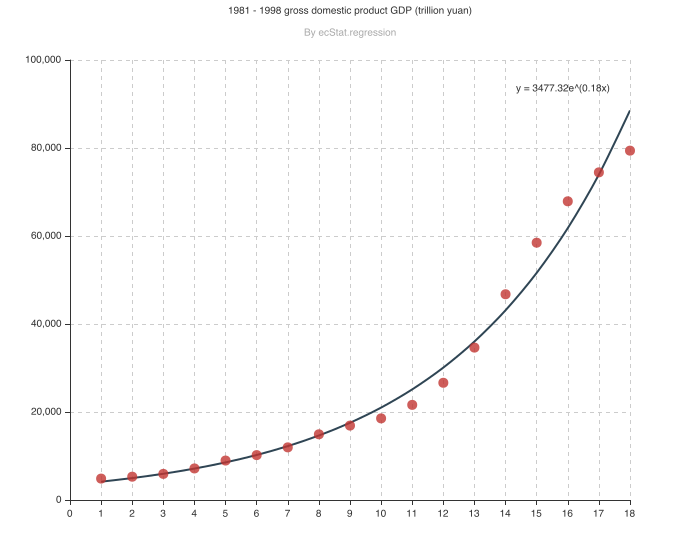 1981 - 1998 gross domestic product GDP (trillion yuan)
By ecStat.regression
100,000
y = 3477.32e^(0.18x)
80,000
60,000
40,000
20,000
0
0 1 2 3 4 5 6 7 8 9 10 11 12 13 14 15 16 17 18